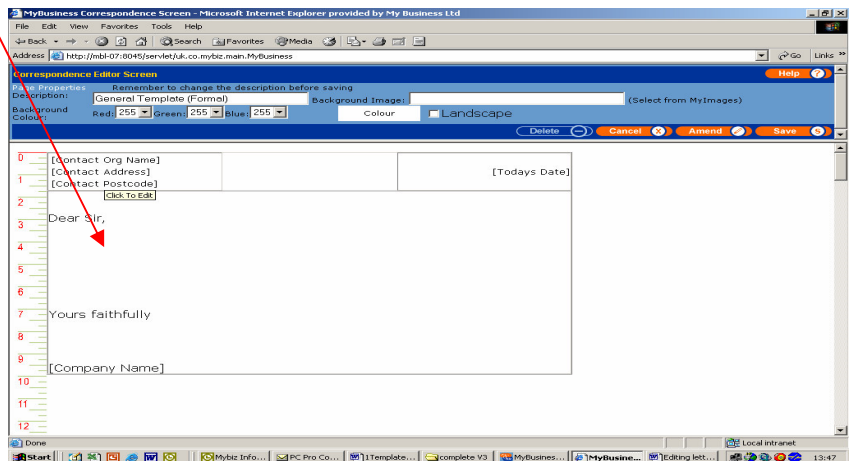 MyBusiness Correspondence Screen - Microsoft Internet Explorer provided by My Business Ltd
File Edit View Favorites Tools Help
Back Search Favorites Media
Address http://mbl-07:8045/servlet/uk.co.mybiz.main.MyBusiness Go Links »
Correspondence Editor Screen Help ?
Page Properties Remember to change the description before saving
Description: General Template (Formal) Background Image: (Select from MyImages)
Background Colour: Red: 255 Green: 255 Blue: 255 Colour Landscape
Delete Cancel Amend Save S
0 [Contact Org Name]
[Contact Address] [Todays Date]
1 [Contact Postcode]
Click To Edit
2
Dear Sir,
3
4
5
6
7 Yours faithfully
8
9
[Company Name]
10
11
12
Done Local intranet
Start Mybiz Info... PC Pro Co... 1Template... complete V3 MyBusines... MyBusine... Editing lett... 13:47